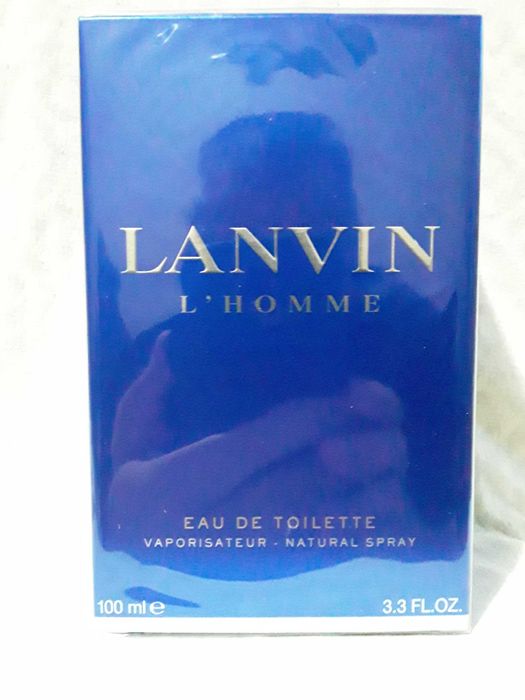 LANVIN
L'HOMME
EAU DE TOILETTE
VAPORISATEUR - NATURAL SPRAY
100 ml e 3.3 FL.OZ.